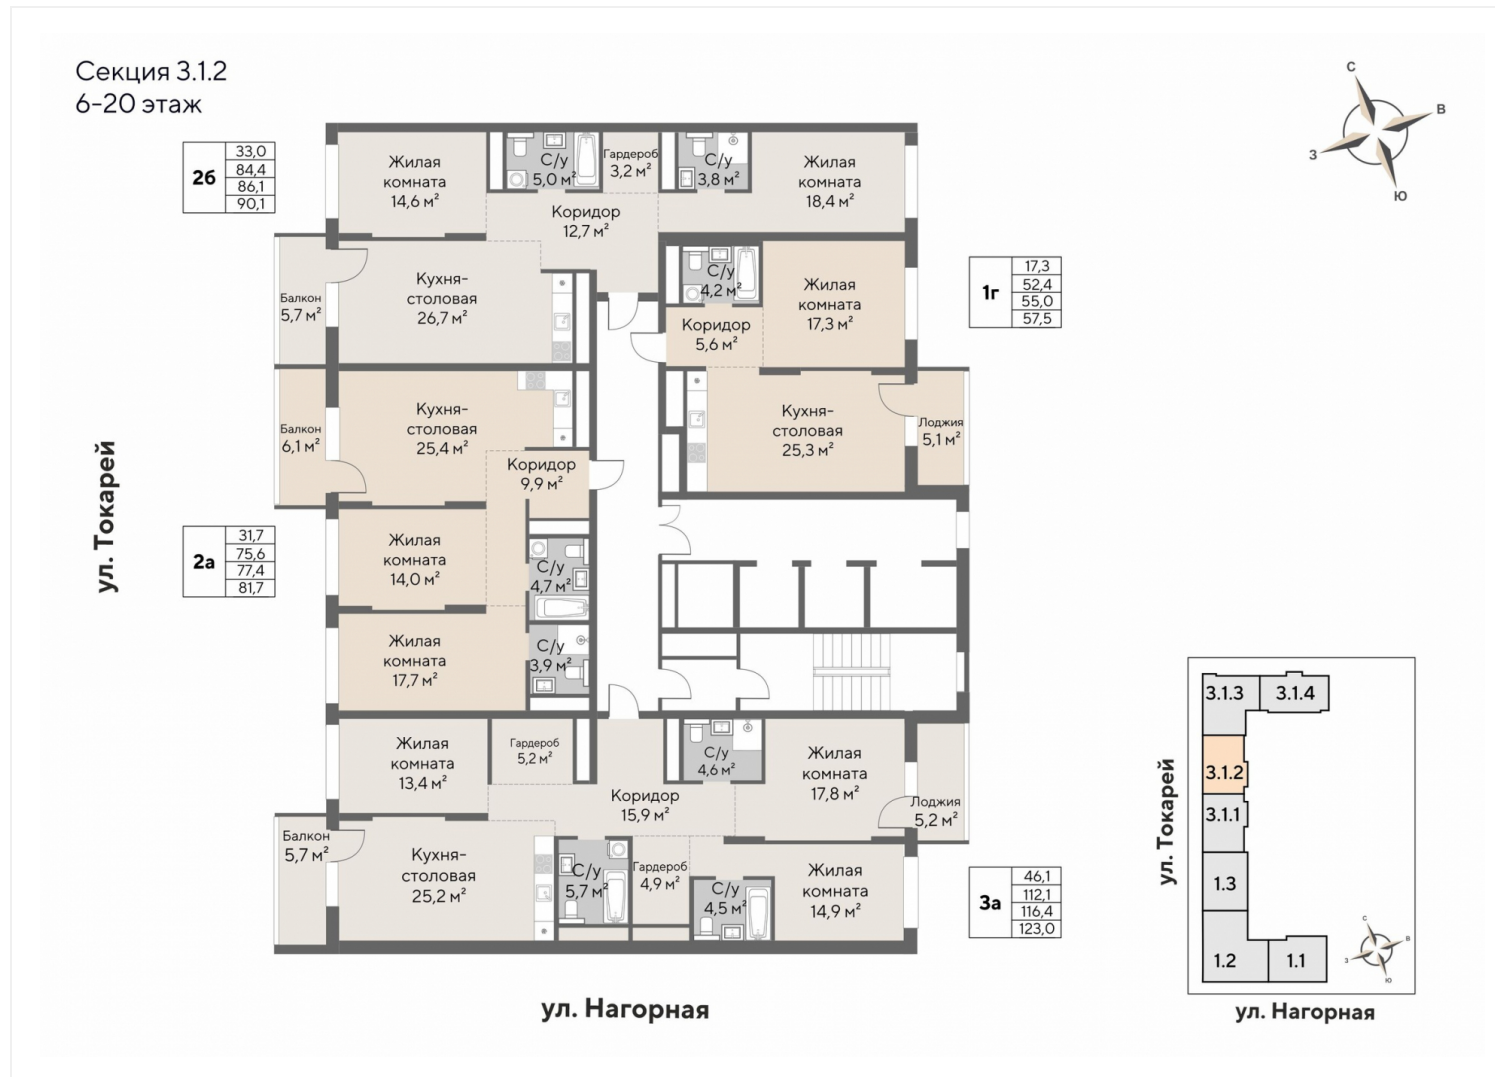 Секция 3.1.2
6-20 этаж
С
В
З
Ю
2б
33,0
84,4
86,1
90,1
Жилая
комната
14,6 м²
С/у
5,0 м²
Гардероб
3,2 м²
С/у
3,8 м²
Жилая
комната
18,4 м²
Коридор
12,7 м²
Балкон
5,7 м²
Кухня-
столовая
26,7 м²
С/у
4,2 м²
Жилая
комната
17,3 м²
Коридор
5,6 м²
1г
17,3
52,4
55,0
57,5
Балкон
6,1 м²
Кухня-
столовая
25,4 м²
Коридор
9,9 м²
Кухня-
столовая
25,3 м²
Лоджия
5,1 м²
ул. Токарей
2а
31,7
75,6
77,4
81,7
Жилая
комната
14,0 м²
С/у
4,7 м²
Жилая
комната
17,7 м²
С/у
3,9 м²
Жилая
комната
13,4 м²
Гардероб
5,2 м²
С/у
4,6 м²
Жилая
комната
17,8 м²
Коридор
15,9 м²
Лоджия
5,2 м²
Балкон
5,7 м²
Кухня-
столовая
25,2 м²
С/у
5,7 м²
Гардероб
4,9 м²
С/у
4,5 м²
Жилая
комната
14,9 м²
3а
46,1
112,1
116,4
123,0
ул. Нагорная
3.1.3
3.1.4
3.1.2
3.1.1
1.3
1.2
1.1
ул. Токарей
С
В
З
Ю
ул. Нагорная